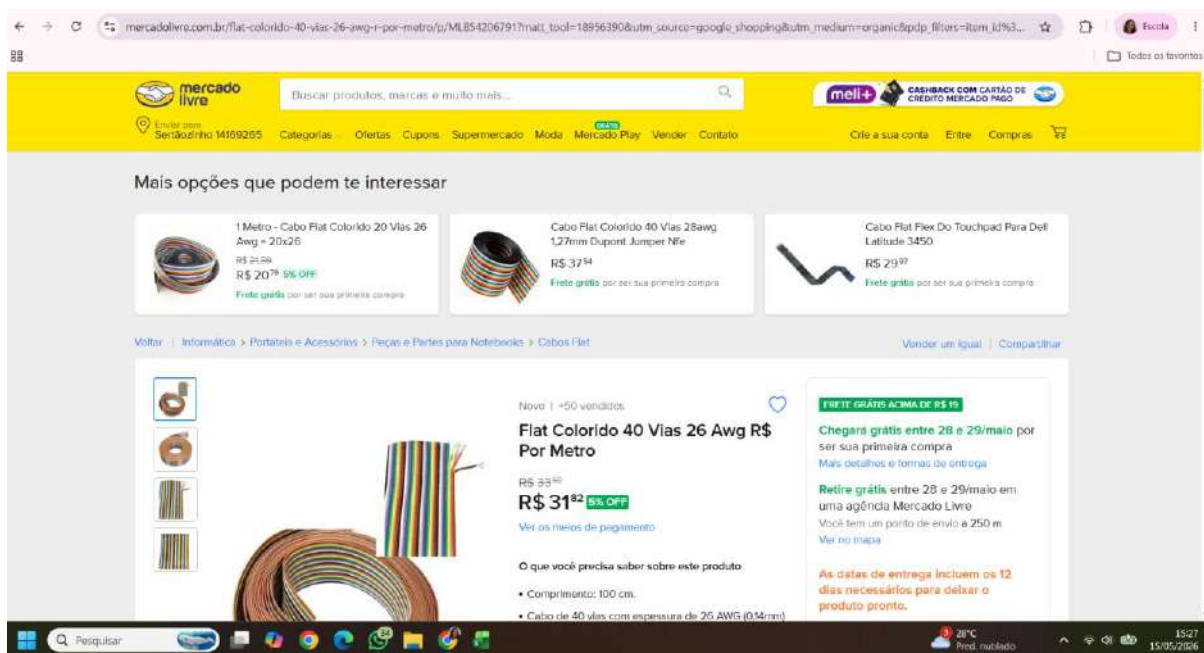 mercadolivre.com.br/flat-colorido-40-vias-26-awg-r-por-metro/p/MLB54206791?matt_tool=18956390&utm_source=google_shopping&utm_medium=organic&pdp_filters=item_id%3...
Escola
Todos os favoritos
mercado
livre
Buscar produtos, marcas e muito mais...
meli+ CASHBACK COM CARTÃO DE
CRÉDITO MERCADO PAGO
Enviar para
Sertãozinho 14169265
Categorias Ofertas Cupons Supermercado Moda Mercado Play Vender Contato
GRÁTIS
Crie a sua conta Entre Compras
Mais opções que podem te interessar
1 Metro - Cabo Flat Colorido 20 Vias 26
Awg = 20x26
R$ 21,89
R$ 20 79 5% OFF
Frete grátis por ser sua primeira compra
Cabo Flat Colorido 40 Vias 28awg
1,27mm Dupont Jumper Nfe
R$ 37 94
Frete grátis por ser sua primeira compra
Cabo Flat Flex Do Touchpad Para Dell
Latitude 3450
R$ 29 97
Frete grátis por ser sua primeira compra
Voltar | Informática > Portáteis e Acessórios > Peças e Partes para Notebooks > Cabos Flat
Vender um igual | Compartilhar
Novo | +50 vendidos
Flat Colorido 40 Vias 26 Awg R$
Por Metro
R$ 33 50
R$ 31 82 5% OFF
Ver os meios de pagamento
O que você precisa saber sobre este produto
• Comprimento: 100 cm.
• Cabo de 40 vias com espessura de 26 AWG (0,14mm)
FRETE GRÁTIS ACIMA DE R$ 19
Chegará grátis entre 28 e 29/maio por
ser sua primeira compra
Mais detalhes e formas de entrega
Retire grátis entre 28 e 29/maio em
uma agência Mercado Livre
Você tem um ponto de envio a 250 m
Ver no mapa
As datas de entrega incluem os 12
dias necessários para deixar o
produto pronto.
Pesquisar
28°C
Pred. nublado
15:27
15/05/2026